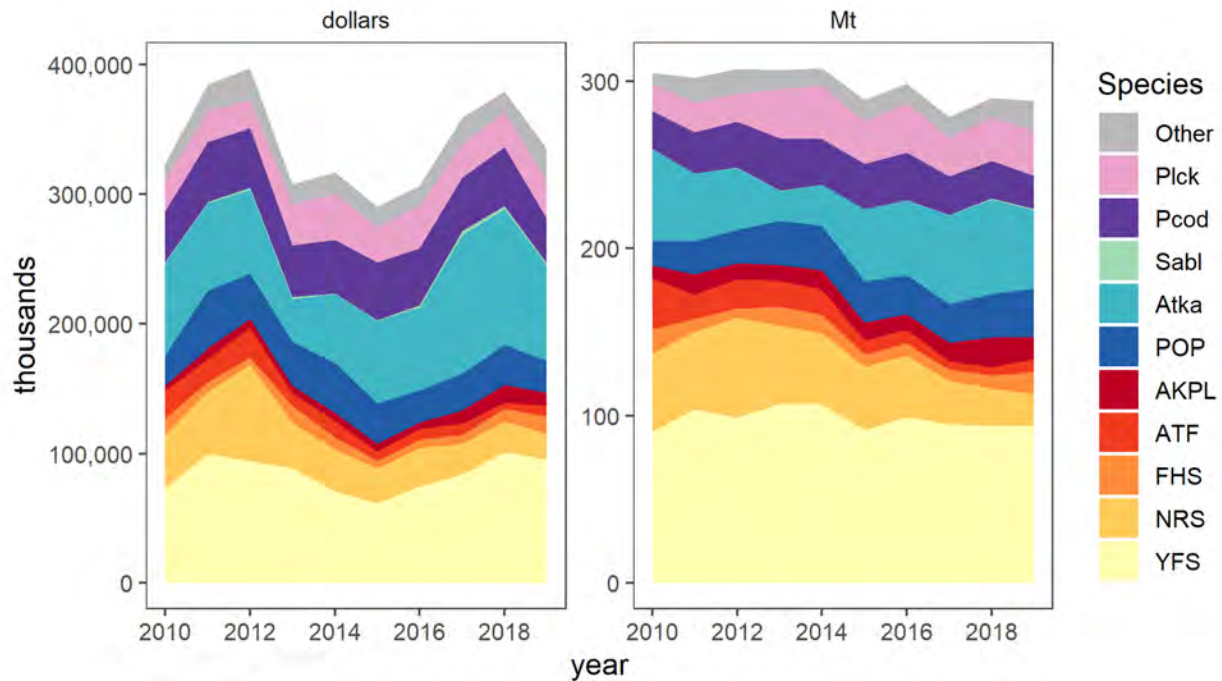 dollars
Mt
thousands
400,000
300,000
200,000
100,000
0
300
200
100
0
2010 2012 2014 2016 2018
2010 2012 2014 2016 2018
year
Species
Other
Plck
Pcod
Sabl
Atka
POP
AKPL
ATF
FHS
NRS
YFS